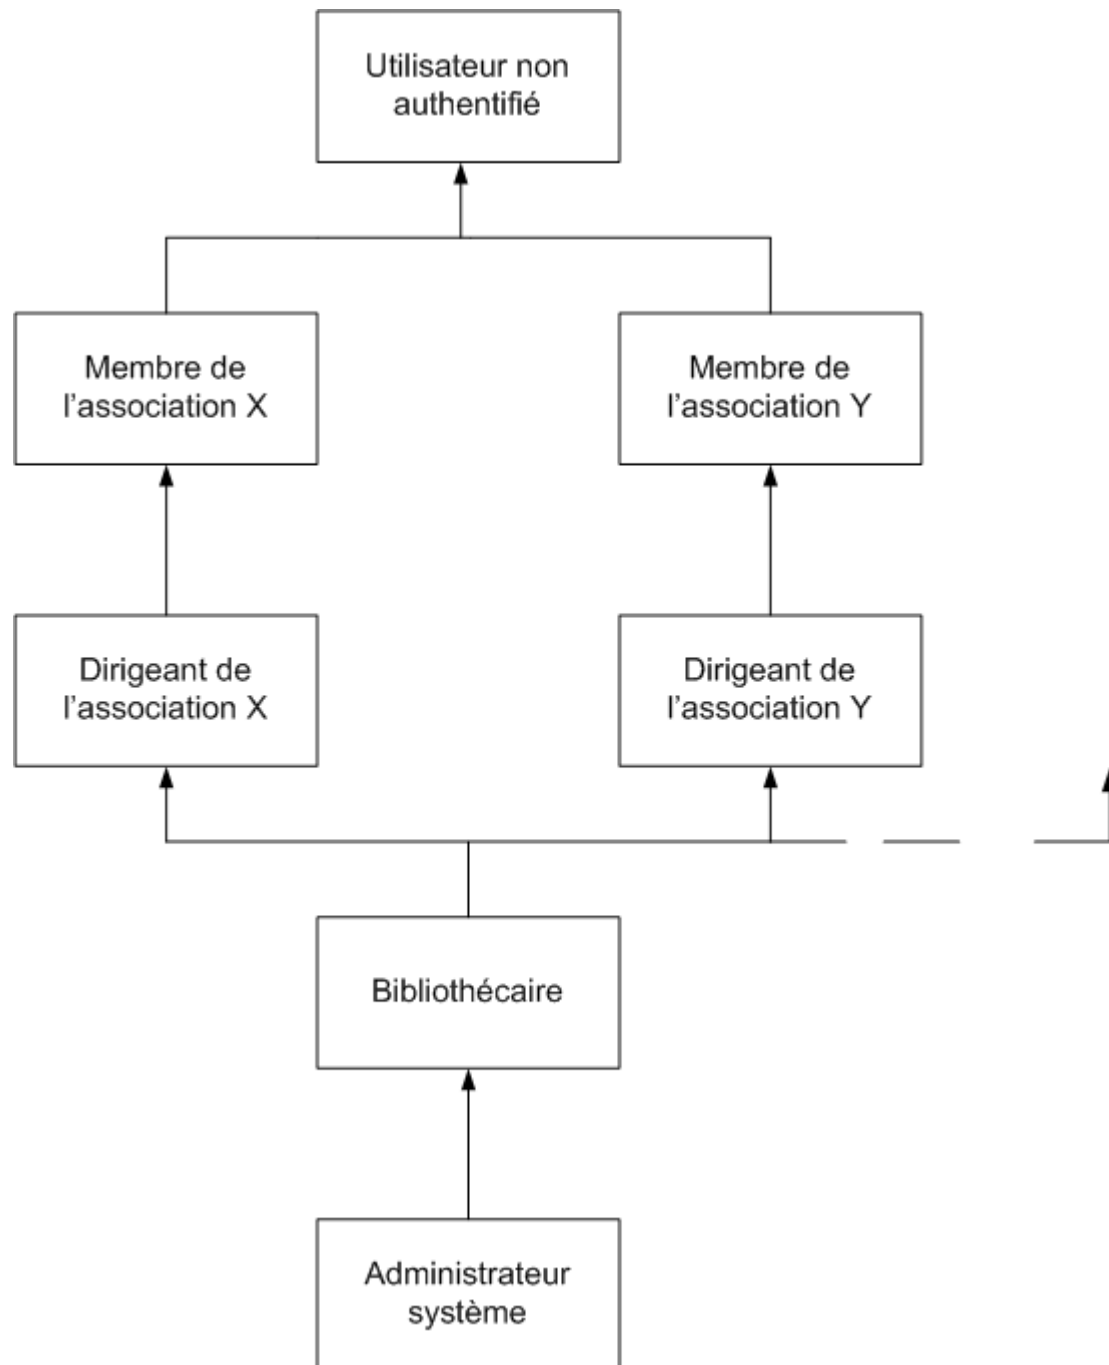 Utilisateur non
authentifié
Membre de
l’association X
Membre de
l’association Y
Dirigeant de
l’association X
Dirigeant de
l’association Y
Bibliothécaire
Administrateur
système